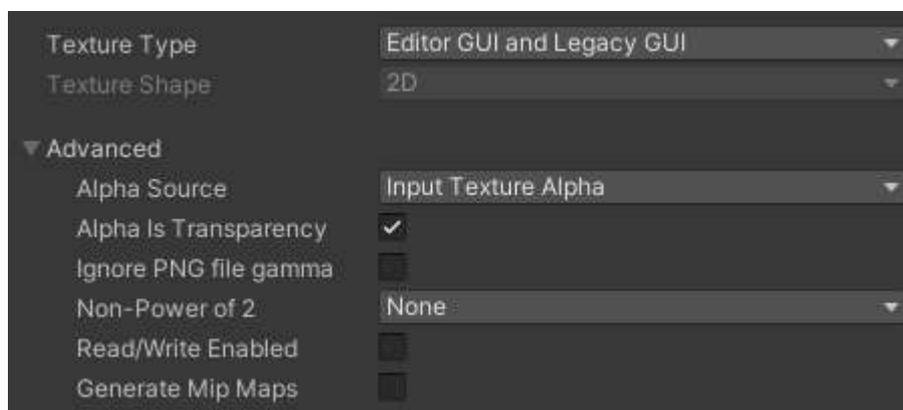 Texture Type Editor GUI and Legacy GUI
Texture Shape 2D
Advanced
Alpha Source Input Texture Alpha
Alpha Is Transparency
Ignore PNG file gamma
Non-Power of 2 None
Read/Write Enabled
Generate Mip Maps